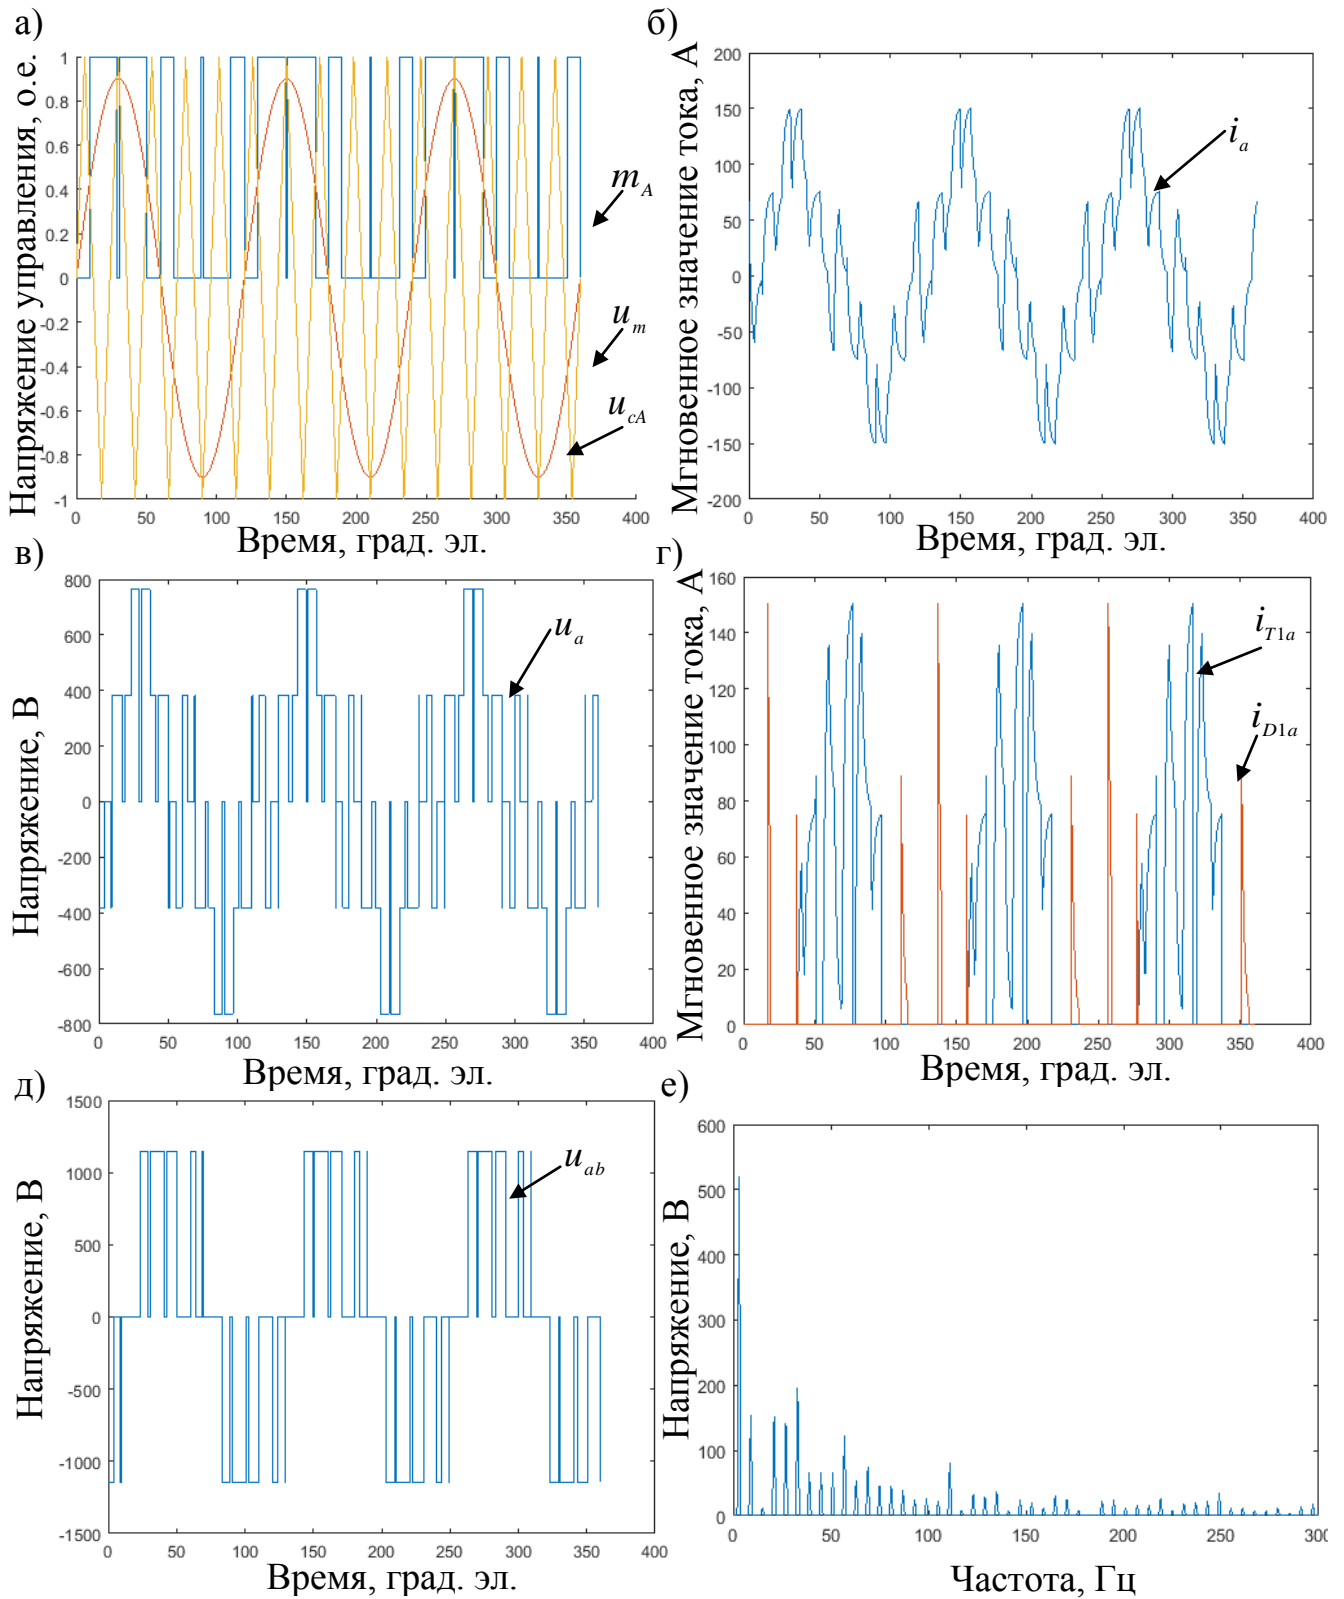 а)
Напряжение управления, о.е.
1
0.8
0.6
0.4
0.2
0
-0.2
-0.4
-0.6
-0.8
-1
0 50 100 150 200 250 300 350 400
Время, град. эл.
m_A
u_m
u_cA
б)
Мгновенное значение тока, А
200
150
100
50
0
-50
-100
-150
-200
0 50 100 150 200 250 300 350 400
Время, град. эл.
i_a
в)
Напряжение, В
800
600
400
200
0
-200
-400
-600
-800
0 50 100 150 200 250 300 350 400
Время, град. эл.
u_a
г)
Мгновенное значение тока, А
160
140
120
100
80
60
40
20
0
0 50 100 150 200 250 300 350 400
Время, град. эл.
i_T1a
i_D1a
д)
Напряжение, В
1500
1000
500
0
-500
-1000
-1500
0 50 100 150 200 250 300 350 400
Время, град. эл.
u_ab
е)
Напряжение, В
600
500
400
300
200
100
0
0 50 100 150 200 250 300
Частота, Гц